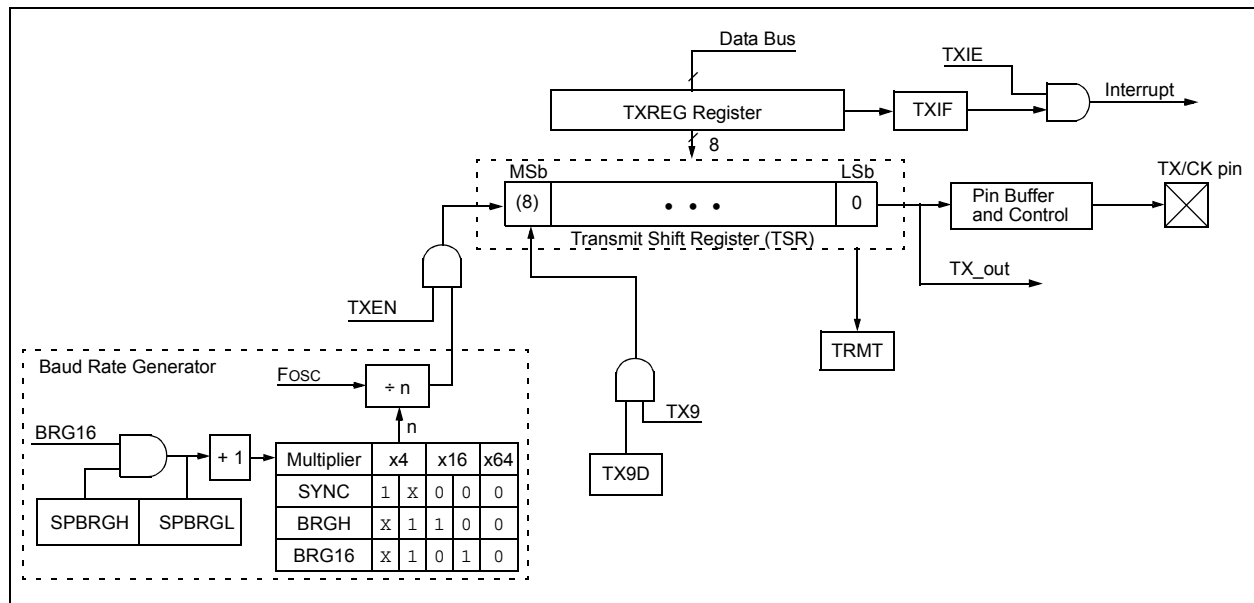 Data Bus
TXIE
Interrupt
TXREG Register
TXIF
8
MSb
LSb
TX/CK pin
(8)
• • •
0
Pin Buffer
and Control
Transmit Shift Register (TSR)
TX_out
TXEN
TRMT
Baud Rate Generator
FOSC
÷ n
n
TX9
BRG16
+ 1
Multiplier x4 x16 x64
SYNC 1 X 0 0 0
BRGH X 1 1 0 0
BRG16 X 1 0 1 0
SPBRGH SPBRGL
TX9D